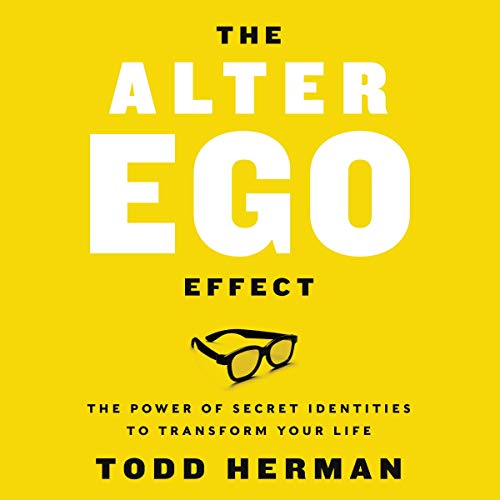 THE
ALTER
EGO
EFFECT
THE POWER OF SECRET IDENTITIES
TO TRANSFORM YOUR LIFE
TODD HERMAN